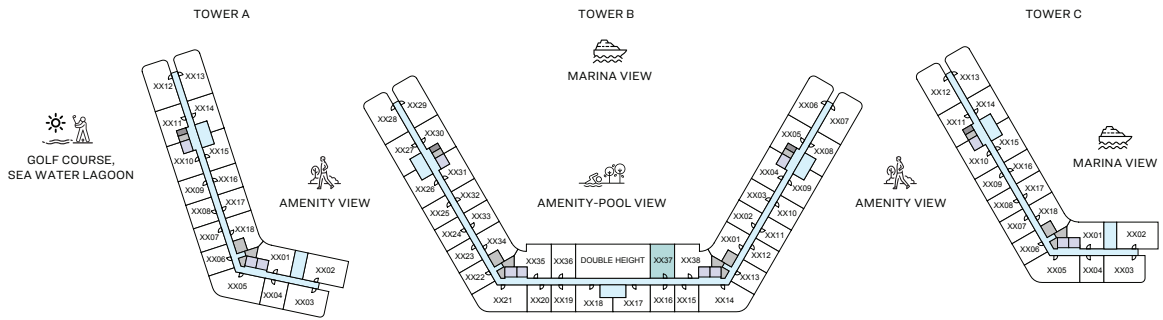 TOWER A
TOWER B
TOWER C
MARINA VIEW
GOLF COURSE,
SEA WATER LAGOON
AMENITY VIEW
AMENITY-POOL VIEW
AMENITY VIEW
MARINA VIEW
XX12
XX13
XX14
XX11
XX15
XX10
XX16
XX09
XX17
XX08
XX18
XX07
XX06
XX01
XX02
XX05
XX04
XX03
XX29
XX28
XX30
XX27
XX31
XX26
XX32
XX25
XX33
XX24
XX34
XX23
XX22
XX21
XX35
XX36
DOUBLE HEIGHT
XX37
XX38
XX20
XX19
XX18
XX17
XX16
XX15
XX14
XX06
XX07
XX05
XX08
XX04
XX09
XX03
XX10
XX02
XX11
XX01
XX12
XX13
XX13
XX12
XX14
XX11
XX15
XX10
XX16
XX09
XX17
XX08
XX18
XX07
XX06
XX01
XX02
XX05
XX04
XX03